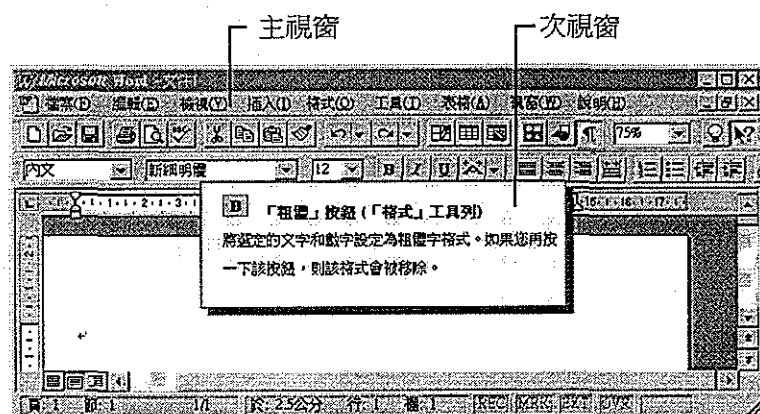 主視窗 次視窗
Microsoft Word - 文件1
檔案(F) 編輯(E) 檢視(V) 插入(I) 格式(O) 工具(T) 表格(A) 視窗(W) 說明(H)
75%
內文 新細明體 12 B I U
「粗體」按鈕 (「格式」工具列)
將選定的文字和數字設定為粗體字格式。如果您再按
一下該按鈕,則該格式會被移除。
頁: 1 節: 1 1/1 於: 2.5公分 行: 1 欄: 1 REC MRK EXT OVR